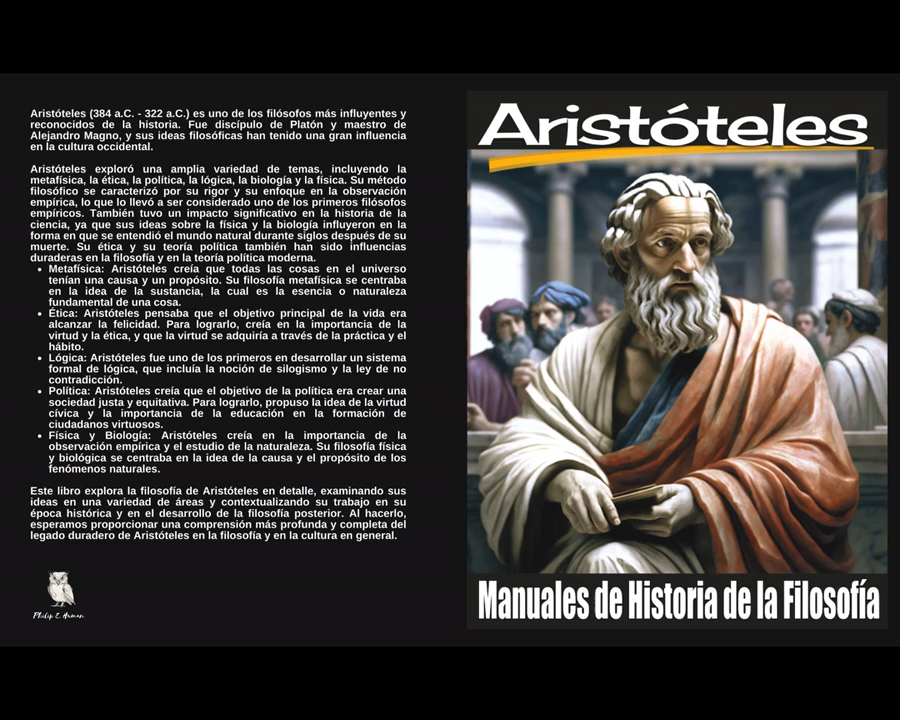 Aristóteles (384 a.C. - 322 a.C.) es uno de los filósofos más influyentes y
reconocidos de la historia. Fue discípulo de Platón y maestro de
Alejandro Magno, y sus ideas filosóficas han tenido una gran influencia
en la cultura occidental.
Aristóteles exploró una amplia variedad de temas, incluyendo la
metafísica, la ética, la política, la lógica, la biología y la física. Su método
filosófico se caracterizó por su rigor y su enfoque en la observación
empírica, lo que lo llevó a ser considerado uno de los primeros filósofos
empíricos. También tuvo un impacto significativo en la historia de la
ciencia, ya que sus ideas sobre la física y la biología influyeron en la
forma en que se entendió el mundo natural durante siglos después de su
muerte. Su ética y su teoría política también han sido influencias
duraderas en la filosofía y en la teoría política moderna.
• Metafísica: Aristóteles creía que todas las cosas en el universo
tenían una causa y un propósito. Su filosofía metafísica se centraba
en la idea de la sustancia, la cual es la esencia o naturaleza
fundamental de una cosa.
• Ética: Aristóteles pensaba que el objetivo principal de la vida era
alcanzar la felicidad. Para lograrlo, creía en la importancia de la
virtud y la ética, y que la virtud se adquiría a través de la práctica y el
hábito.
• Lógica: Aristóteles fue uno de los primeros en desarrollar un sistema
formal de lógica, que incluía la noción de silogismo y la ley de no
contradicción.
• Política: Aristóteles creía que el objetivo de la política era crear una
sociedad justa y equitativa. Para lograrlo, propuso la idea de la virtud
cívica y la importancia de la educación en la formación de
ciudadanos virtuosos.
• Física y Biología: Aristóteles creía en la importancia de la
observación empírica y el estudio de la naturaleza. Su filosofía física
y biológica se centraba en la idea de la causa y el propósito de los
fenómenos naturales.
Este libro explora la filosofía de Aristóteles en detalle, examinando sus
ideas en una variedad de áreas y contextualizando su trabajo en su
época histórica y en el desarrollo de la filosofía posterior. Al hacerlo,
esperamos proporcionar una comprensión más profunda y completa del
legado duradero de Aristóteles en la filosofía y en la cultura en general.
Philip E. Human
Aristóteles
Manuales de Historia de la Filosofía